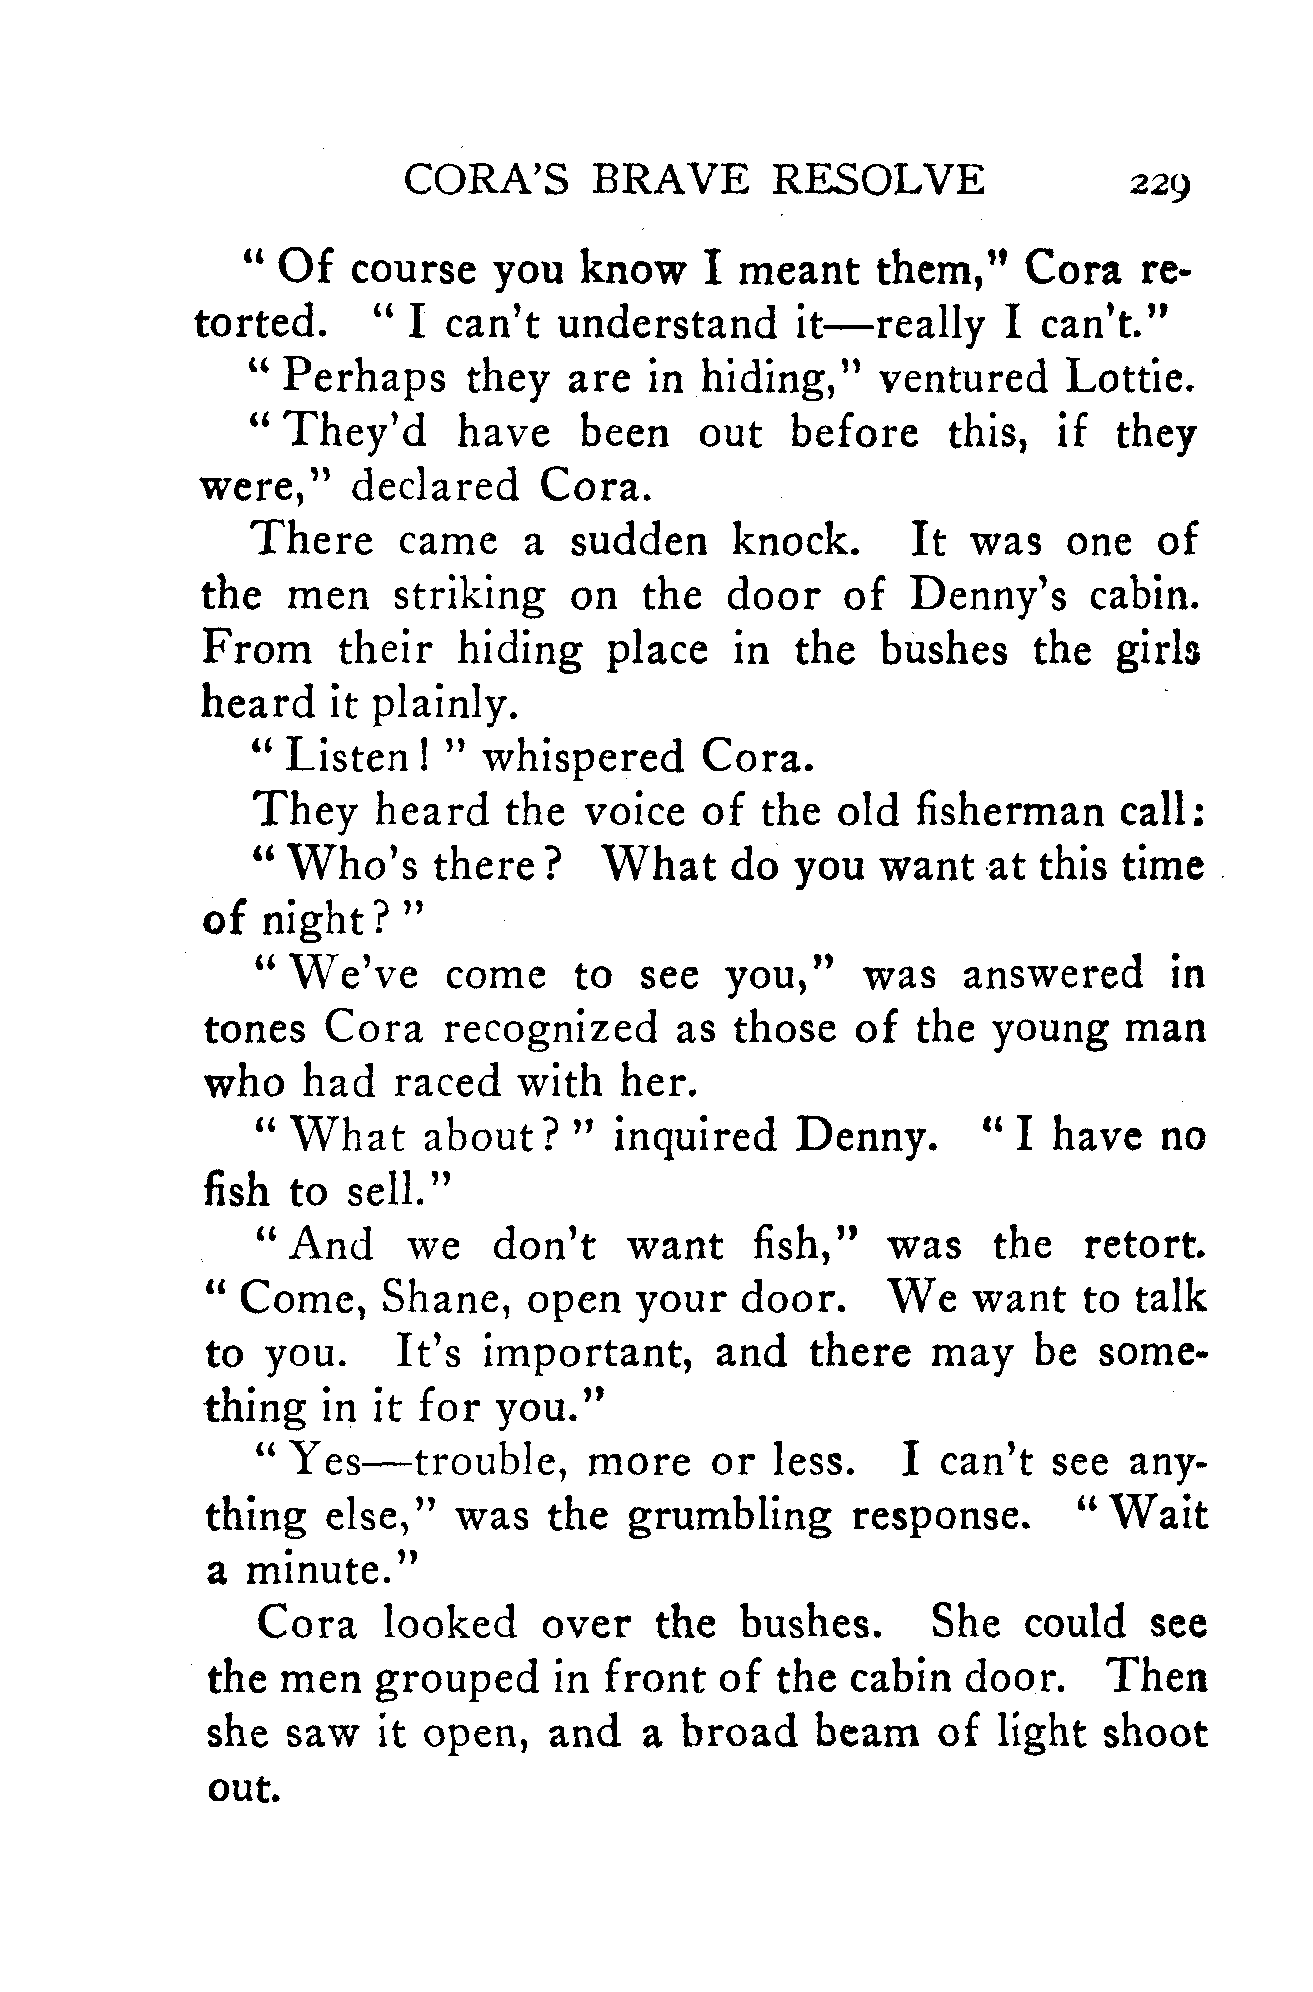 CORA'S BRAVE RESOLVE 229
" Of course you know I meant them," Cora re-
torted. " I can't understand it—really I can't."
" Perhaps they are in hiding," ventured Lottie.
" They'd have been out before this, if they
were," declared Cora.
There came a sudden knock. It was one of
the men striking on the door of Denny's cabin.
From their hiding place in the bushes the girls
heard it plainly.
" Listen! " whispered Cora.
They heard the voice of the old fisherman call:
" Who's there? What do you want at this time
of night? "
" We've come to see you," was answered in
tones Cora recognized as those of the young man
who had raced with her.
" What about? " inquired Denny. " I have no
fish to sell."
" And we don't want fish," was the retort.
" Come, Shane, open your door. We want to talk
to you. It's important, and there may be some-
thing in it for you."
" Yes—trouble, more or less. I can't see any-
thing else," was the grumbling response. " Wait
a minute."
Cora looked over the bushes. She could see
the men grouped in front of the cabin door. Then
she saw it open, and a broad beam of light shoot
out.